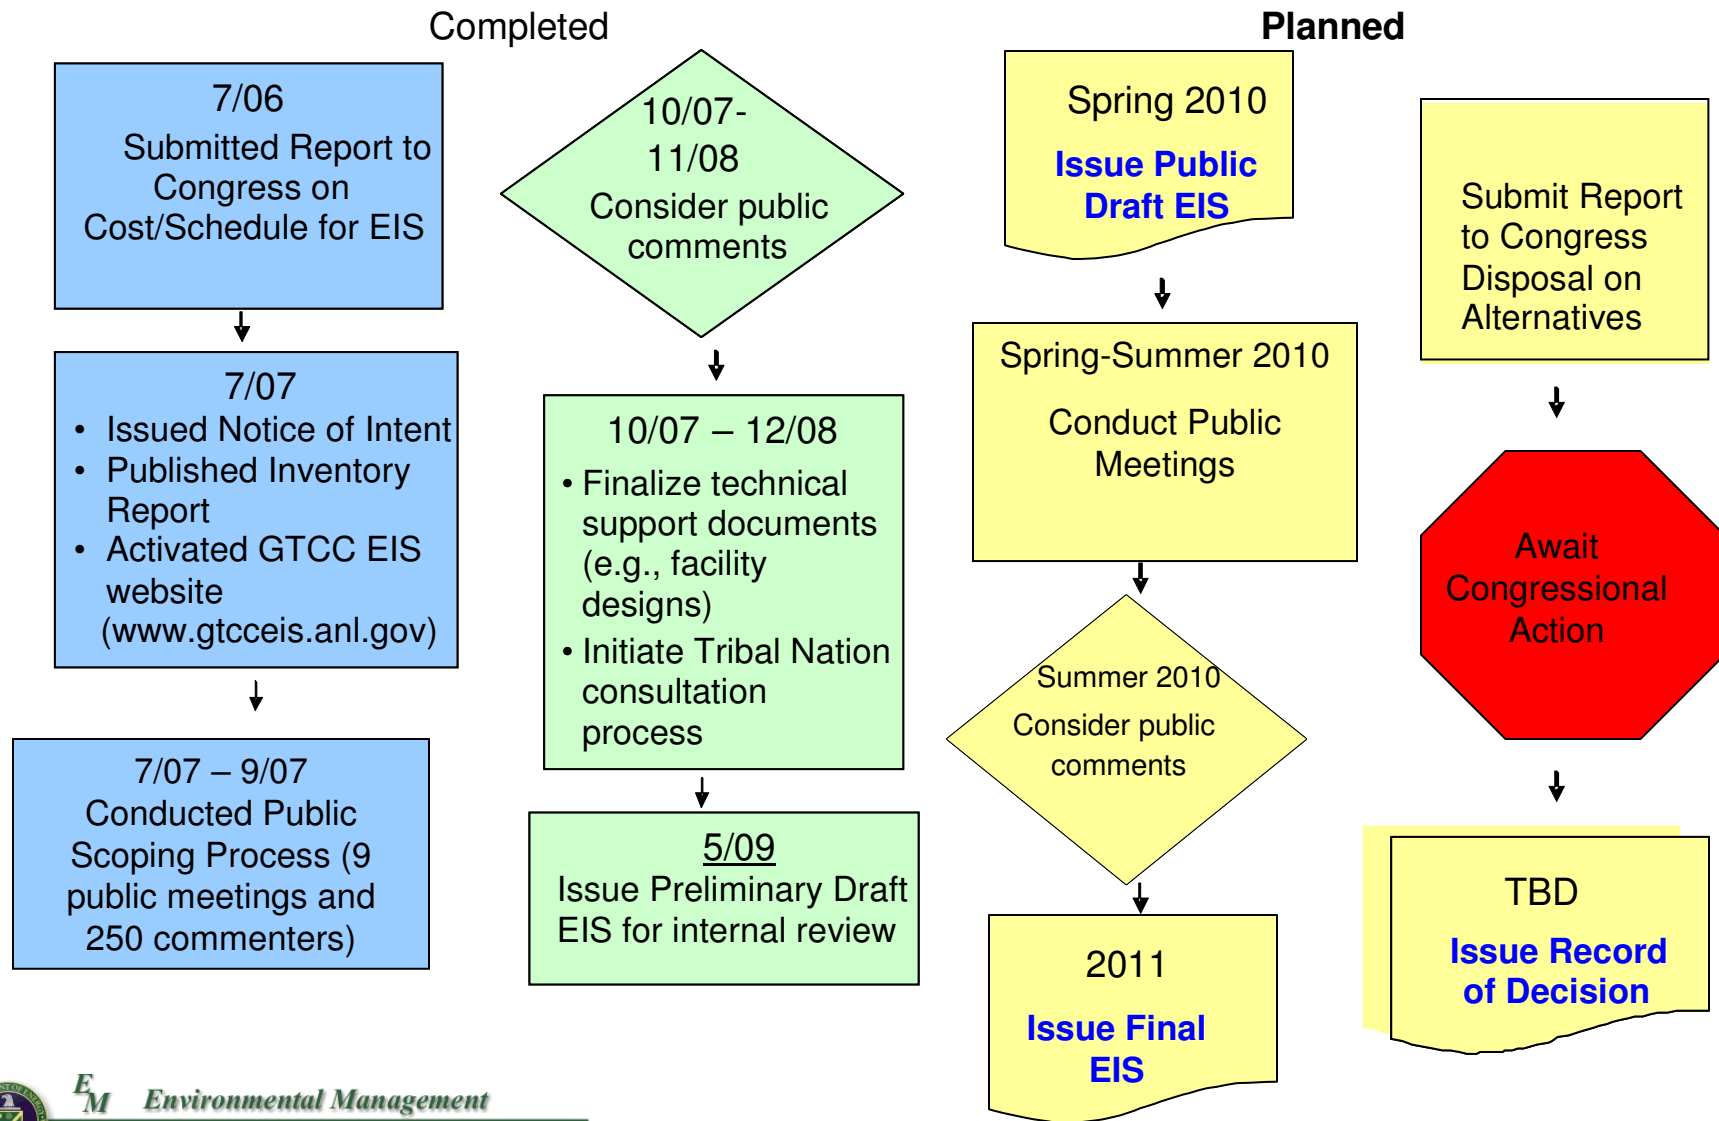 Completed
Planned
7/06
Submitted Report to
Congress on
Cost/Schedule for EIS
7/07
• Issued Notice of Intent
• Published Inventory
Report
• Activated GTCC EIS
website
(www.gtcceis.anl.gov)
7/07 – 9/07
Conducted Public
Scoping Process (9
public meetings and
250 commenters)
10/07-
11/08
Consider public
comments
10/07 – 12/08
• Finalize technical
support documents
(e.g., facility
designs)
• Initiate Tribal Nation
consultation
process
5/09
Issue Preliminary Draft
EIS for internal review
Spring 2010
Issue Public
Draft EIS
Spring-Summer 2010
Conduct Public
Meetings
Summer 2010
Consider public
comments
2011
Issue Final
EIS
Submit Report
to Congress
Disposal on
Alternatives
Await
Congressional
Action
TBD
Issue Record
of Decision
EM Environmental Management